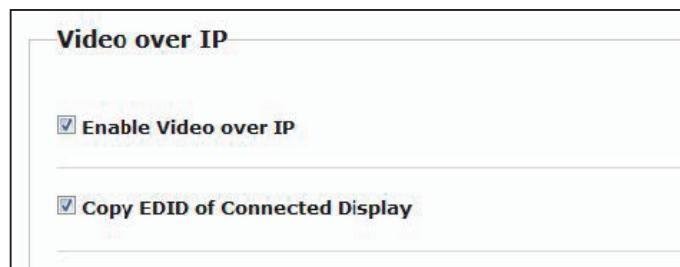 Video over IP
Enable Video over IP
Copy EDID of Connected Display